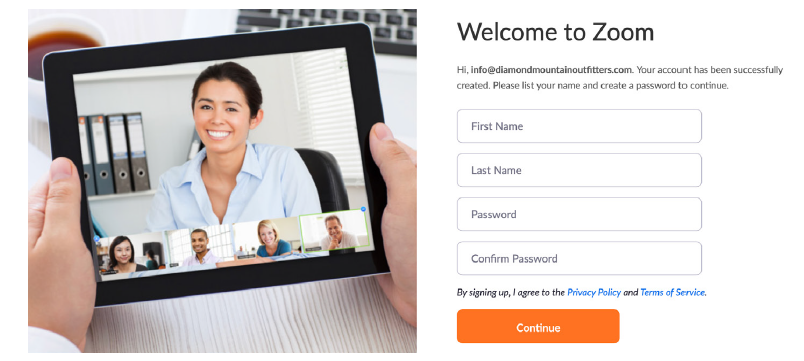 Welcome to Zoom
Hi, info@diamondmountainoutfitters.com. Your account has been successfully
created. Please list your name and create a password to continue.
First Name
Last Name
Password
Confirm Password
By signing up, I agree to the Privacy Policy and Terms of Service.
Continue